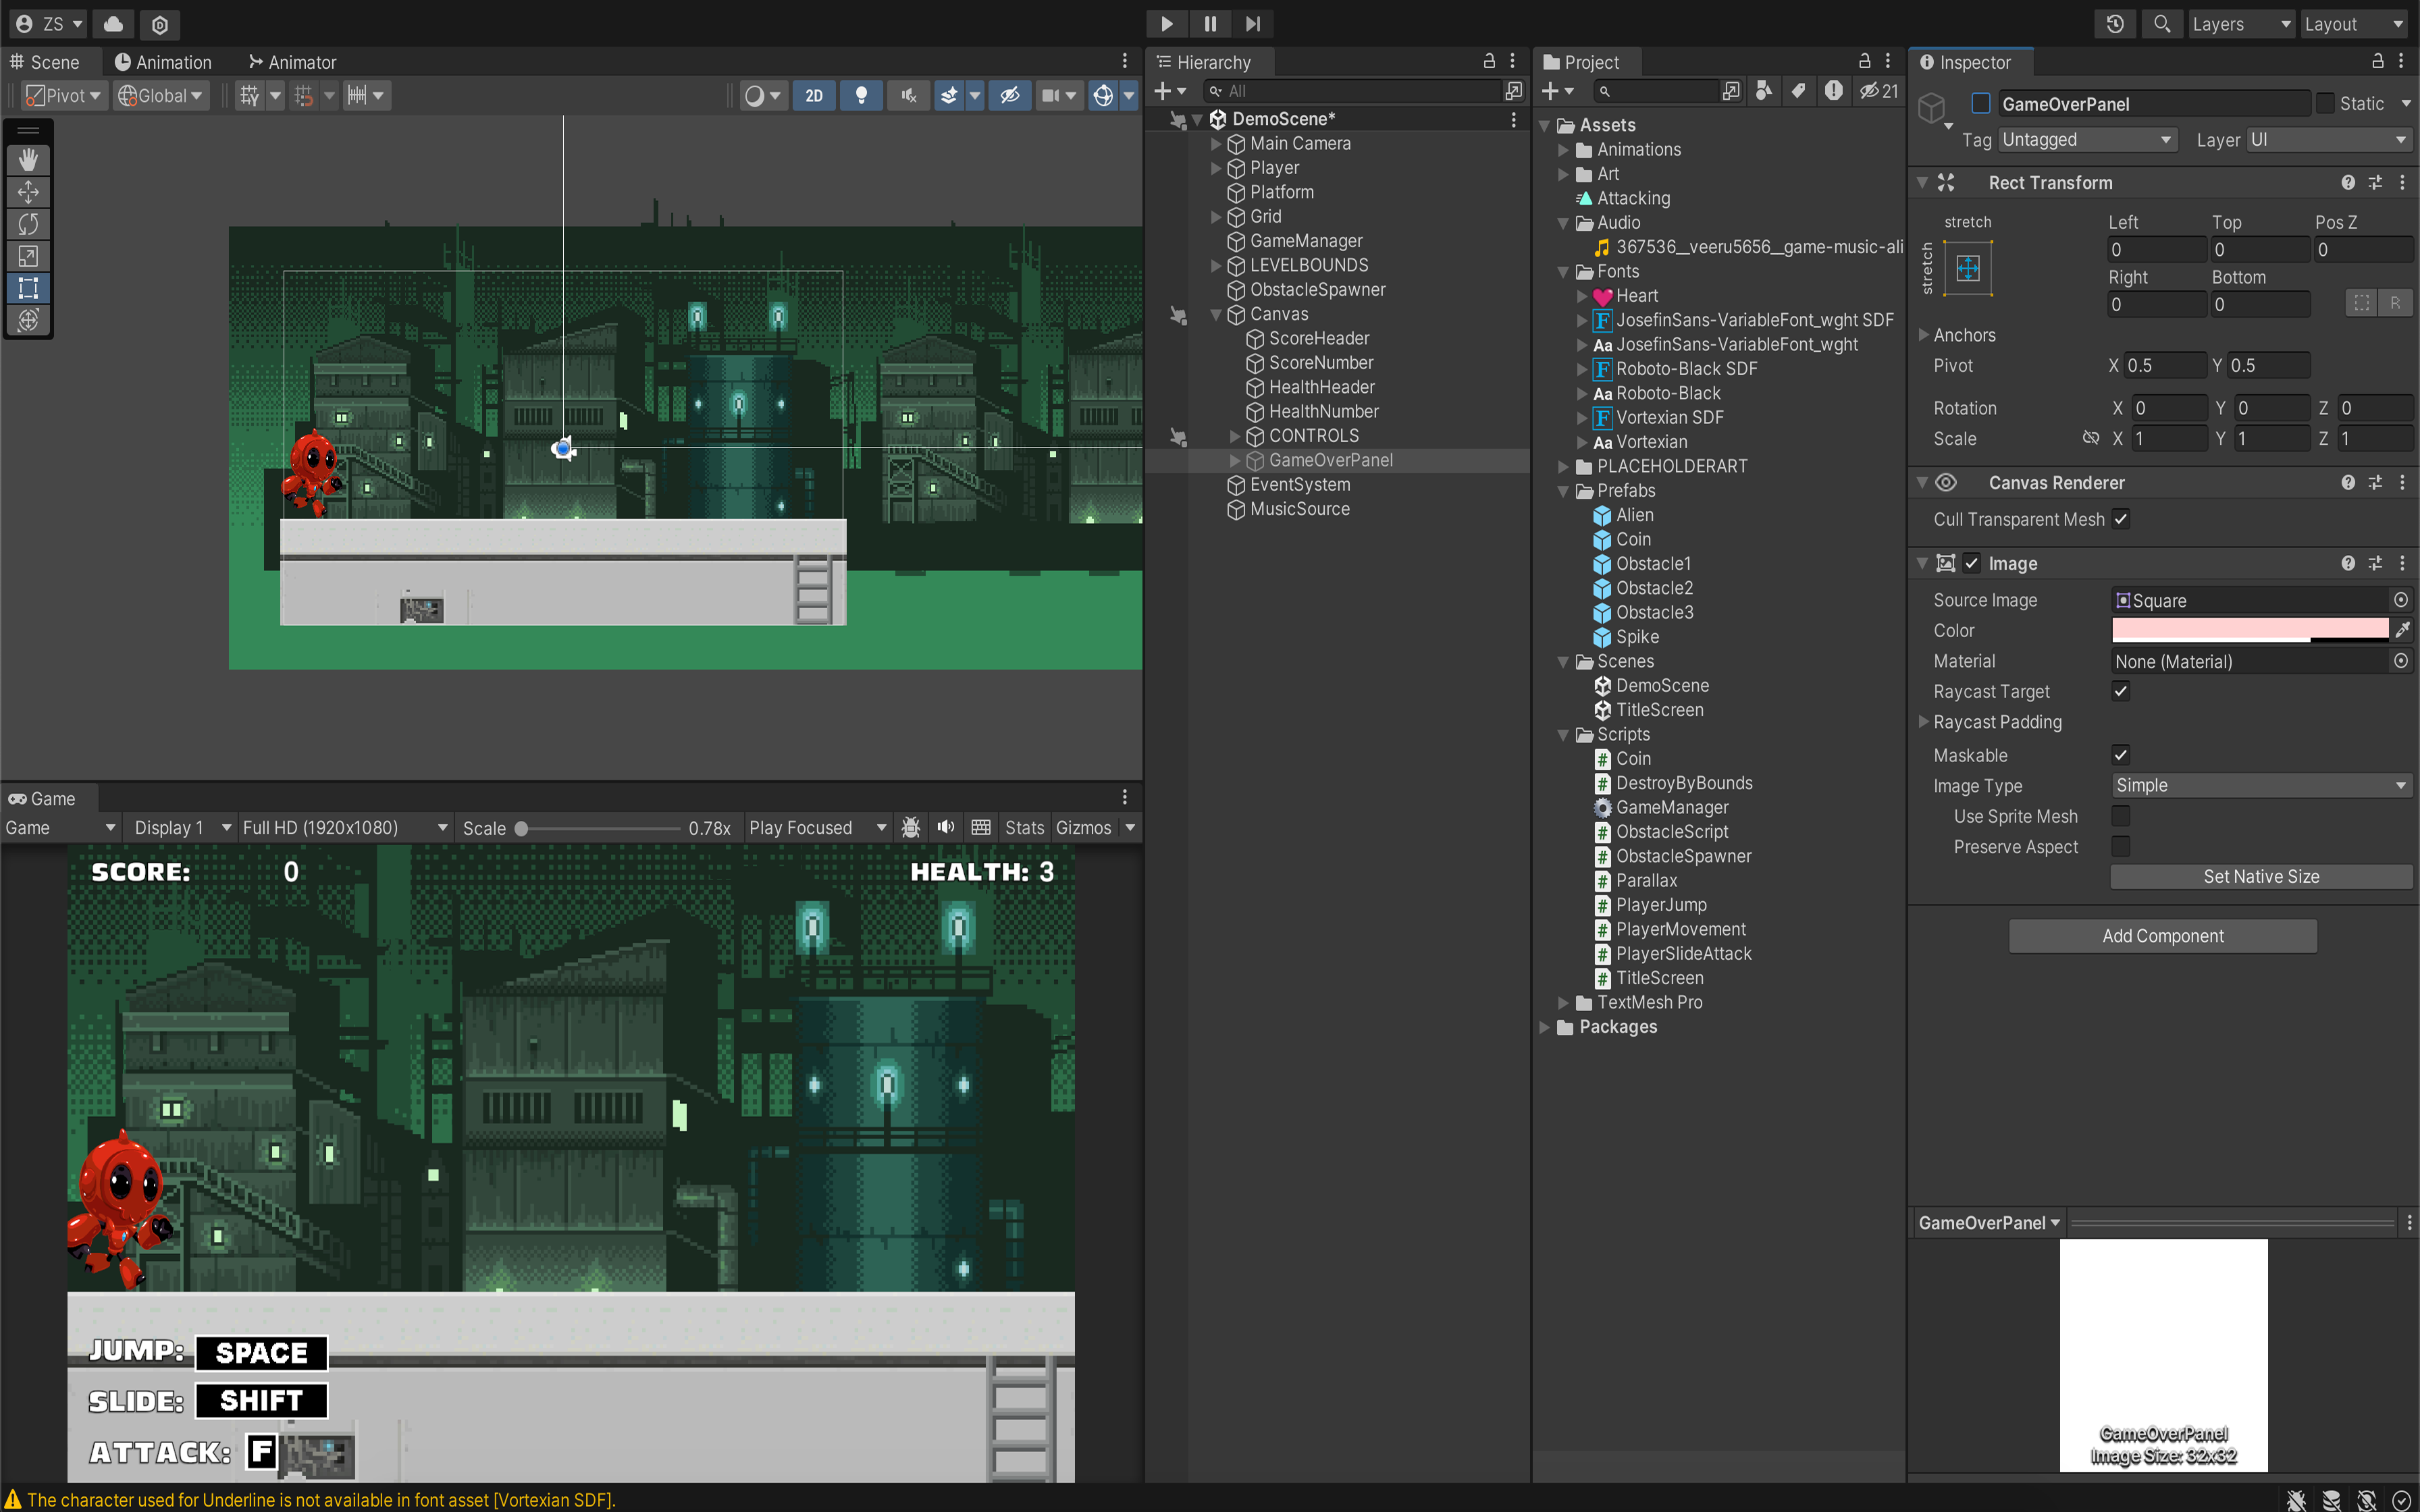 ZS
Layers
Layout
Scene
Animation
Animator
Pivot
Global
2D
Hierarchy
All
DemoScene*
Main Camera
Player
Platform
Grid
GameManager
LEVELBOUNDS
ObstacleSpawner
Canvas
ScoreHeader
ScoreNumber
HealthHeader
HealthNumber
CONTROLS
GameOverPanel
EventSystem
MusicSource
Project
21
Assets
Animations
Art
Attacking
Audio
367536__veeru5656__game-music-ali
Fonts
Heart
JosefinSans-VariableFont_wght SDF
Aa JosefinSans-VariableFont_wght
Roboto-Black SDF
Aa Roboto-Black
Vortexian SDF
Aa Vortexian
PLACEHOLDERART
Prefabs
Alien
Coin
Obstacle1
Obstacle2
Obstacle3
Spike
Scenes
DemoScene
TitleScreen
Scripts
Coin
DestroyByBounds
GameManager
ObstacleScript
ObstacleSpawner
Parallax
PlayerJump
PlayerMovement
PlayerSlideAttack
TitleScreen
TextMesh Pro
Packages
Inspector
GameOverPanel
Static
Tag Untagged
Layer UI
Rect Transform
stretch
stretch
Left Top Pos Z
0 0 0
Right Bottom
0 0
R
Anchors
Pivot X 0.5 Y 0.5
Rotation X 0 Y 0 Z 0
Scale X 1 Y 1 Z 1
Canvas Renderer
Cull Transparent Mesh
Image
Source Image Square
Color
Material None (Material)
Raycast Target
Raycast Padding
Maskable
Image Type Simple
Use Sprite Mesh
Preserve Aspect
Set Native Size
Add Component
GameOverPanel
GameOverPanel
Image Size: 32x32
Game
Game
Display 1
Full HD (1920x1080)
Scale
0.78x
Play Focused
Stats
Gizmos
SCORE: 0
HEALTH: 3
JUMP: SPACE
SLIDE: SHIFT
ATTACK: F
The character used for Underline is not available in font asset [Vortexian SDF].